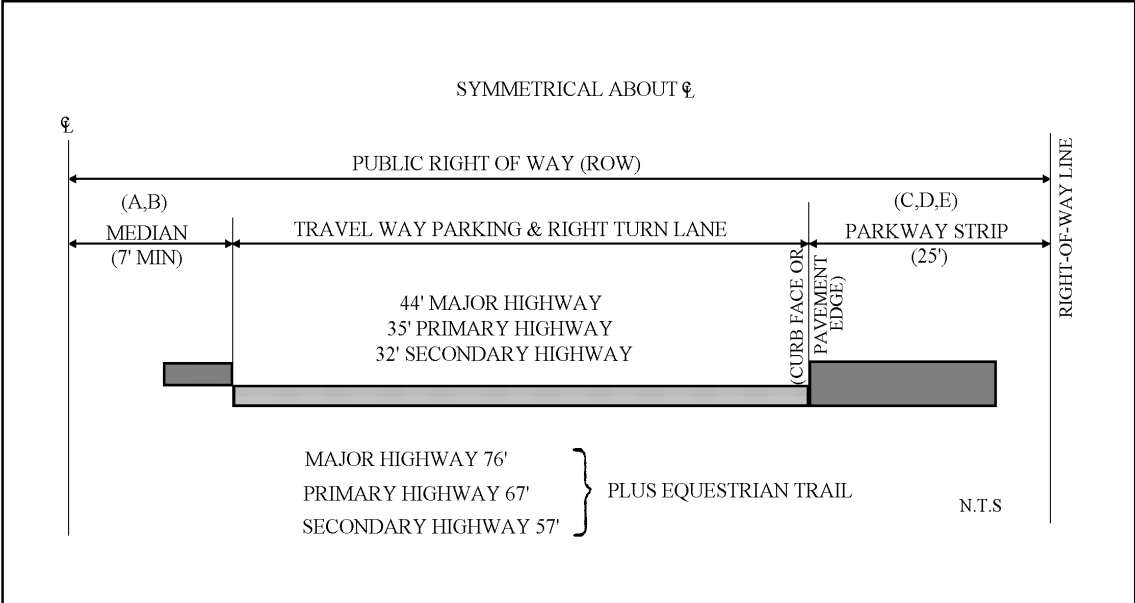 SYMMETRICAL ABOUT ℄
℄
PUBLIC RIGHT OF WAY (ROW)
RIGHT-OF-WAY LINE
(A,B)
MEDIAN
(7' MIN)
TRAVEL WAY PARKING & RIGHT TURN LANE
(C,D,E)
PARKWAY STRIP
(25')
(CURB FACE OR
PAVEMENT
EDGE)
44' MAJOR HIGHWAY
35' PRIMARY HIGHWAY
32' SECONDARY HIGHWAY
MAJOR HIGHWAY 76'
PRIMARY HIGHWAY 67'
SECONDARY HIGHWAY 57'
PLUS EQUESTRIAN TRAIL
N.T.S